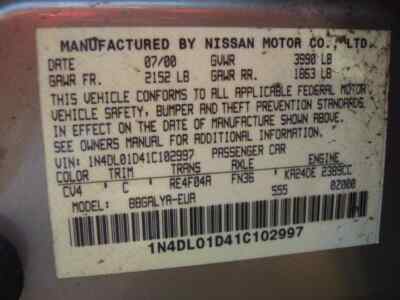 MANUFACTURED BY NISSAN MOTOR CO., LTD.
DATE 07/00 GVWR 3990 LB
GAWR FR. 2152 LB GAWR RR. 1863 LB
THIS VEHICLE CONFORMS TO ALL APPLICABLE FEDERAL MOTOR
VEHICLE SAFETY, BUMPER AND THEFT PREVENTION STANDARDS
IN EFFECT ON THE DATE OF MANUFACTURE SHOWN ABOVE.
SEE OWNERS MANUAL FOR ADDITIONAL INFORMATION.
VIN: 1N4DL01D41C102997 PASSENGER CAR
COLOR TRIM TRANS AXLE ENGINE
CV4 C RE4F04A FN36 KA24DE 2389CC
MODEL BBGALYA-EUA SS5 02000
1N4DL01D41C102997